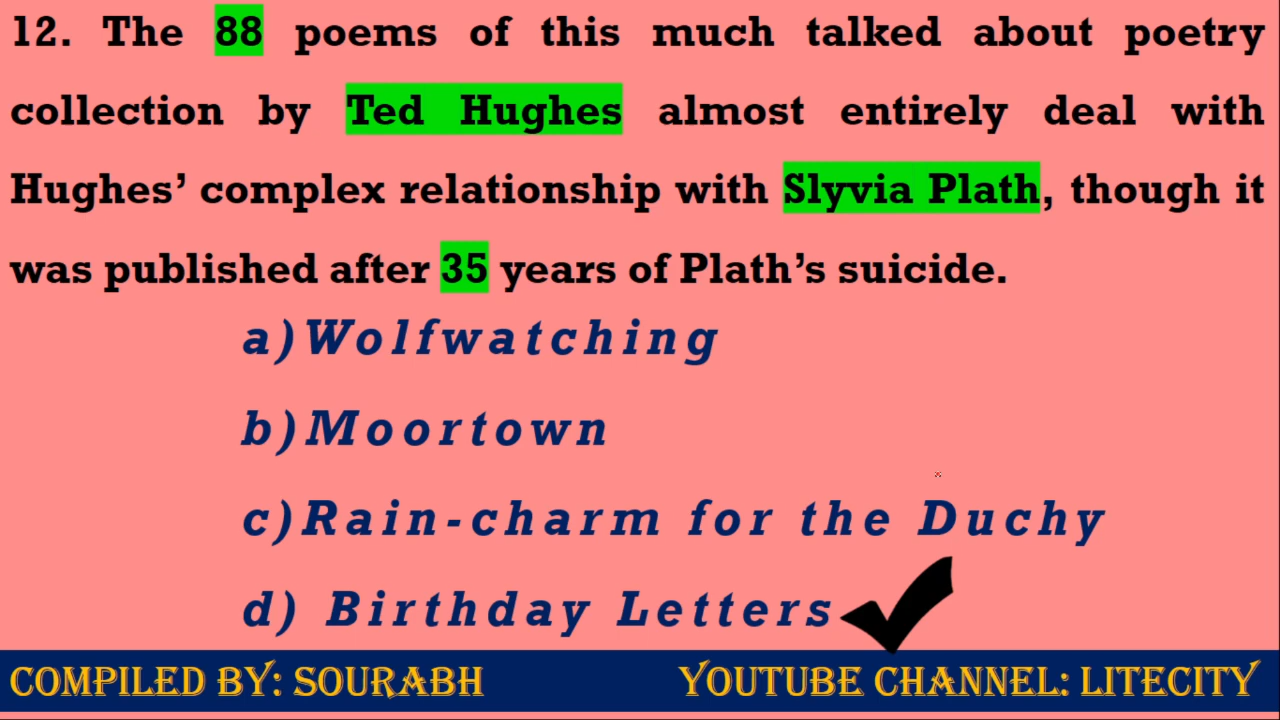 12. The 88 poems of this much talked about poetry
collection by Ted Hughes almost entirely deal with
Hughes’ complex relationship with Slyvia Plath, though it
was published after 35 years of Plath’s suicide.
a)Wolfwatching
b)Moortown
c)Rain-charm for the Duchy
d) Birthday Letters
COMPILED BY: SOURABH
YOUTUBE CHANNEL: LITECITY